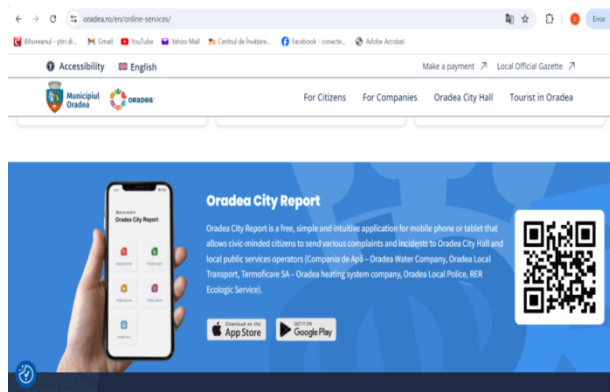 oradea.ro/en/online-services/
Error
Bihoreanul - știri di... Gmail YouTube Yahoo Mail Centrul de Învățare... Facebook - conecte... Adobe Acrobat
Accessibility English Make a payment Local Official Gazette
Municipiul
Oradea
ORADEA
For Citizens For Companies Oradea City Hall Tourist in Oradea
Oradea City Report
Oradea City Report
Oradea City Report is a free, simple and intuitive application for mobile phone or tablet that
allows civic-minded citizens to send various complaints and incidents to Oradea City Hall and
local public services operators (Compania de Apă – Oradea Water Company, Oradea Local
Transport, Termoficare SA – Oradea heating system company, Oradea Local Police, RER
Ecologic Service).
Download on the
App Store
GET IT ON
Google Play